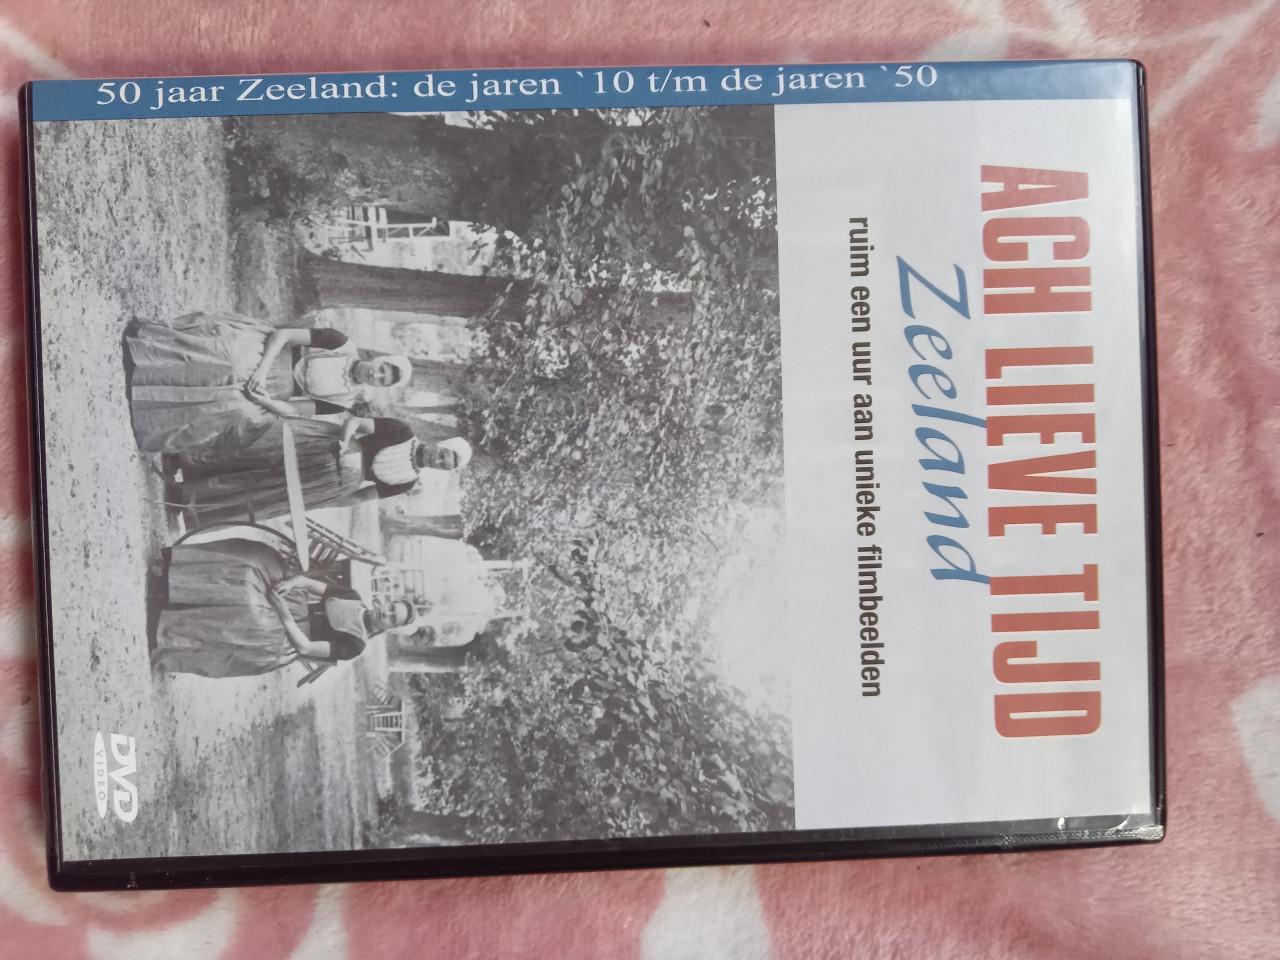 ACH LIEVE TIJD
Zeeland
ruim een uur aan unieke filmbeelden
50 jaar Zeeland: de jaren `10 t/m de jaren `50
DVD
VIDEO